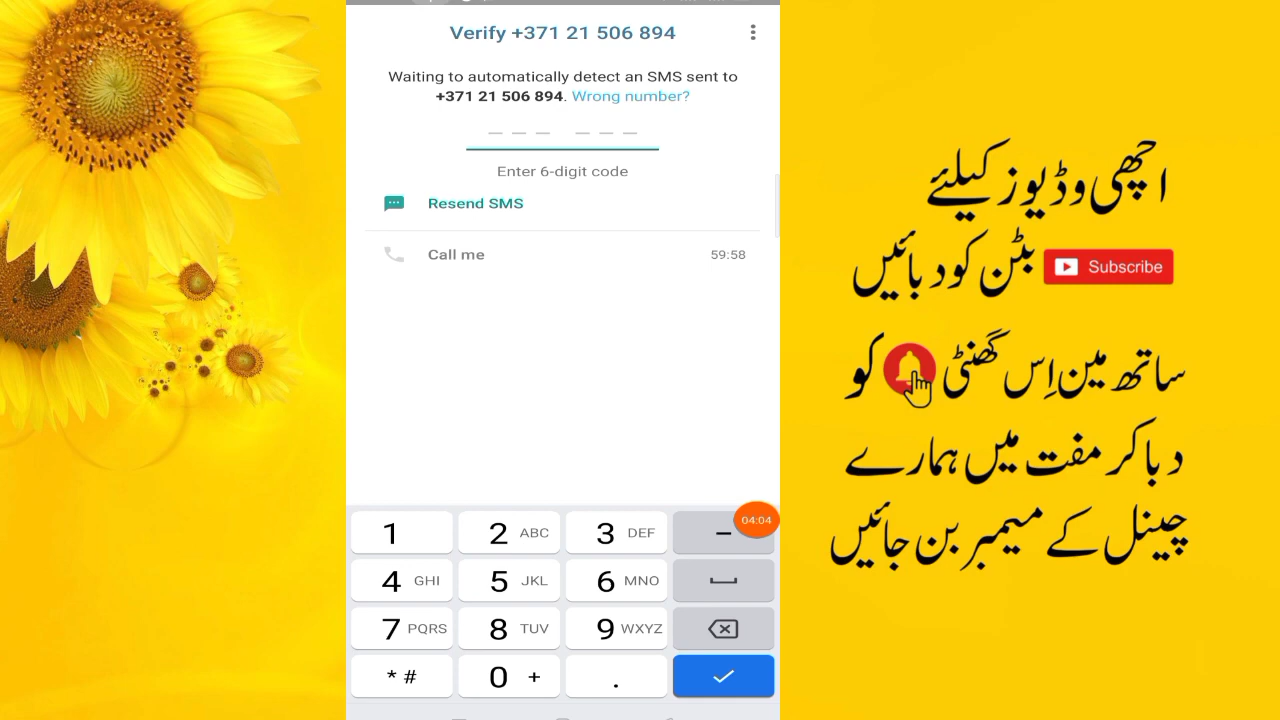 Verify +371 21 506 894
Waiting to automatically detect an SMS sent to
+371 21 506 894. Wrong number?
Enter 6-digit code
Resend SMS
Call me 59:58
1 2 ABC 3 DEF –
04:04
4 GHI 5 JKL 6 MNO
7 PQRS 8 TUV 9 WXYZ
* # 0 + .
اچھی وڈیوز کیلئے
Subscribe بٹن کو دبائیں
ساتھ مین اِس گھنٹی کو
دبا کر مفت میں ہمارے
چینل کے میمبر بن جائیں